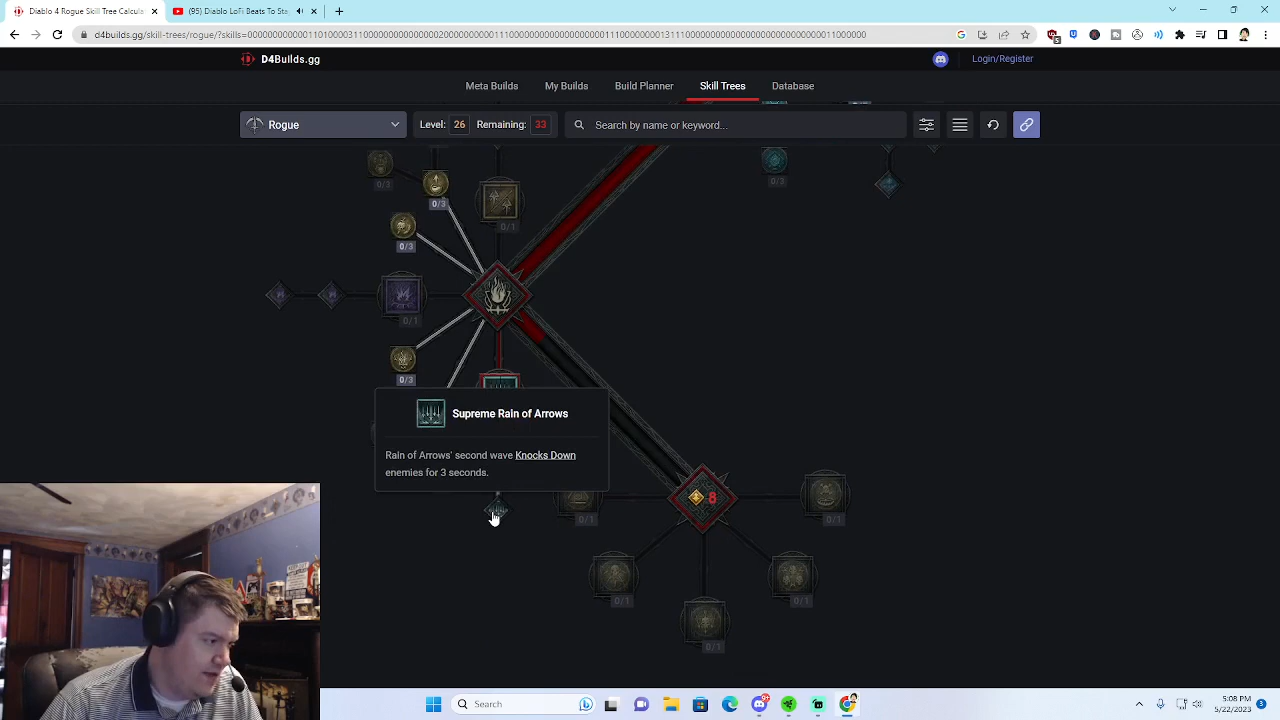 Diablo 4 Rogue Skill Tree Calcula
(95) Diablo LoFi Beats To Sta
d4builds.gg/skill-trees/rogue/?skills=
D4Builds.gg
Login/Register
Meta Builds
My Builds
Build Planner
Skill Trees
Database
Rogue
Level: 26 Remaining: 33
Search by name or keyword...
0/3
0/1
0/3
0/1
0/3
0/1
0/3
Supreme Rain of Arrows
Rain of Arrows' second wave Knocks Down
enemies for 3 seconds.
8
0/1
0/1
0/1
0/1
0/1
Search
5:08 PM
5/22/2023
3